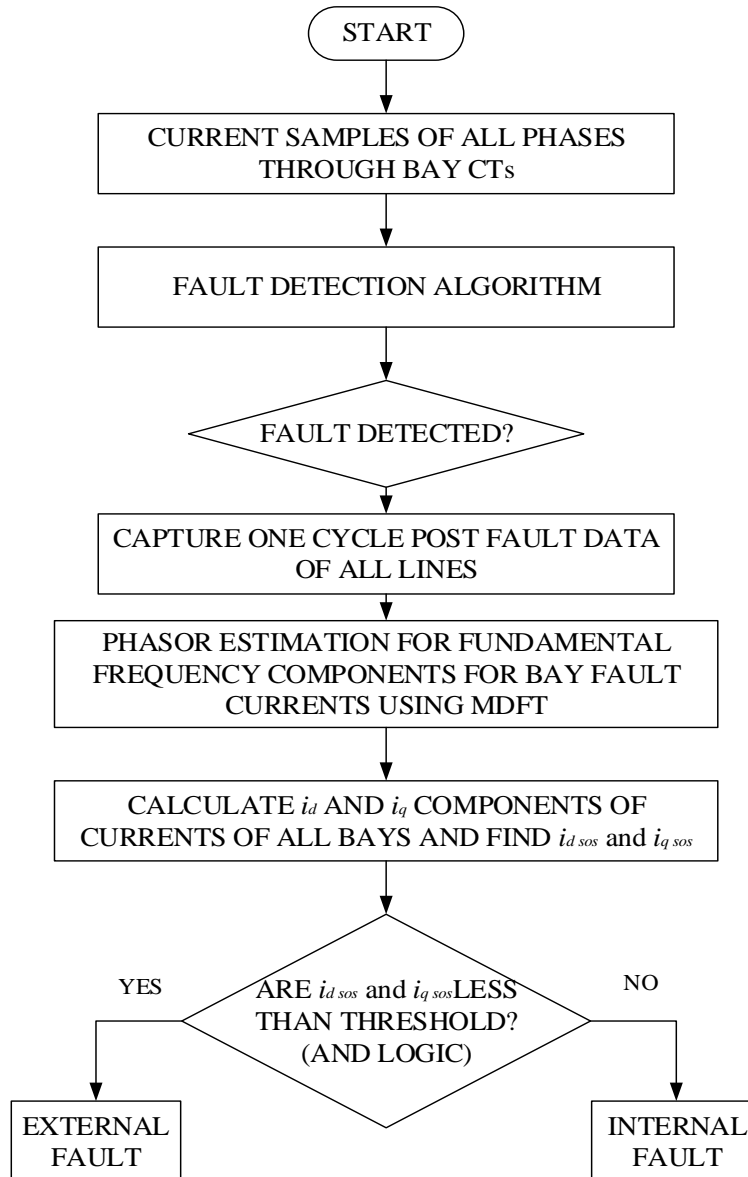 START
CURRENT SAMPLES OF ALL PHASES
THROUGH BAY CTs
FAULT DETECTION ALGORITHM
FAULT DETECTED?
CAPTURE ONE CYCLE POST FAULT DATA
OF ALL LINES
PHASOR ESTIMATION FOR FUNDAMENTAL
FREQUENCY COMPONENTS FOR BAY FAULT
CURRENTS USING MDFT
CALCULATE id AND iq COMPONENTS OF
CURRENTS OF ALL BAYS AND FIND id sos and iq sos
YES
ARE id sos and iq sosLESS
THAN THRESHOLD?
(AND LOGIC)
NO
EXTERNAL
FAULT
INTERNAL
FAULT